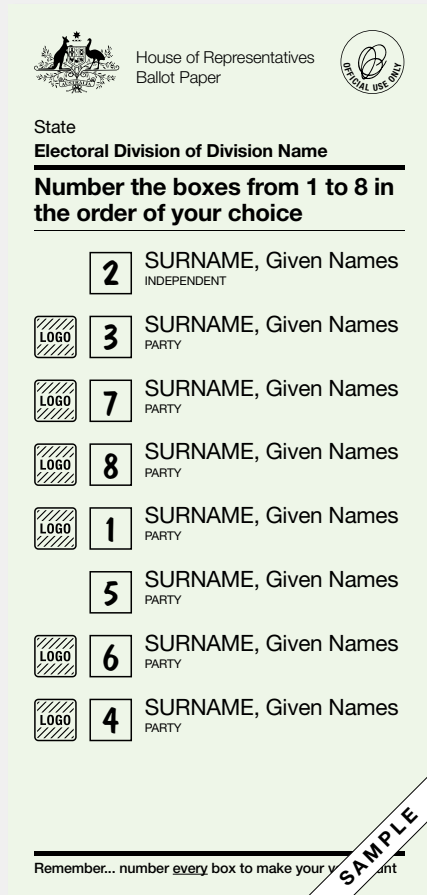 House of Representatives
Ballot Paper
OFFICIAL USE ONLY
State
Electoral Division of Division Name
Number the boxes from 1 to 8 in
the order of your choice
2 SURNAME, Given Names
INDEPENDENT
LOGO 3 SURNAME, Given Names
PARTY
LOGO 7 SURNAME, Given Names
PARTY
LOGO 8 SURNAME, Given Names
PARTY
LOGO 1 SURNAME, Given Names
PARTY
5 SURNAME, Given Names
PARTY
LOGO 6 SURNAME, Given Names
PARTY
LOGO 4 SURNAME, Given Names
PARTY
SAMPLE
Remember... number every box to make your